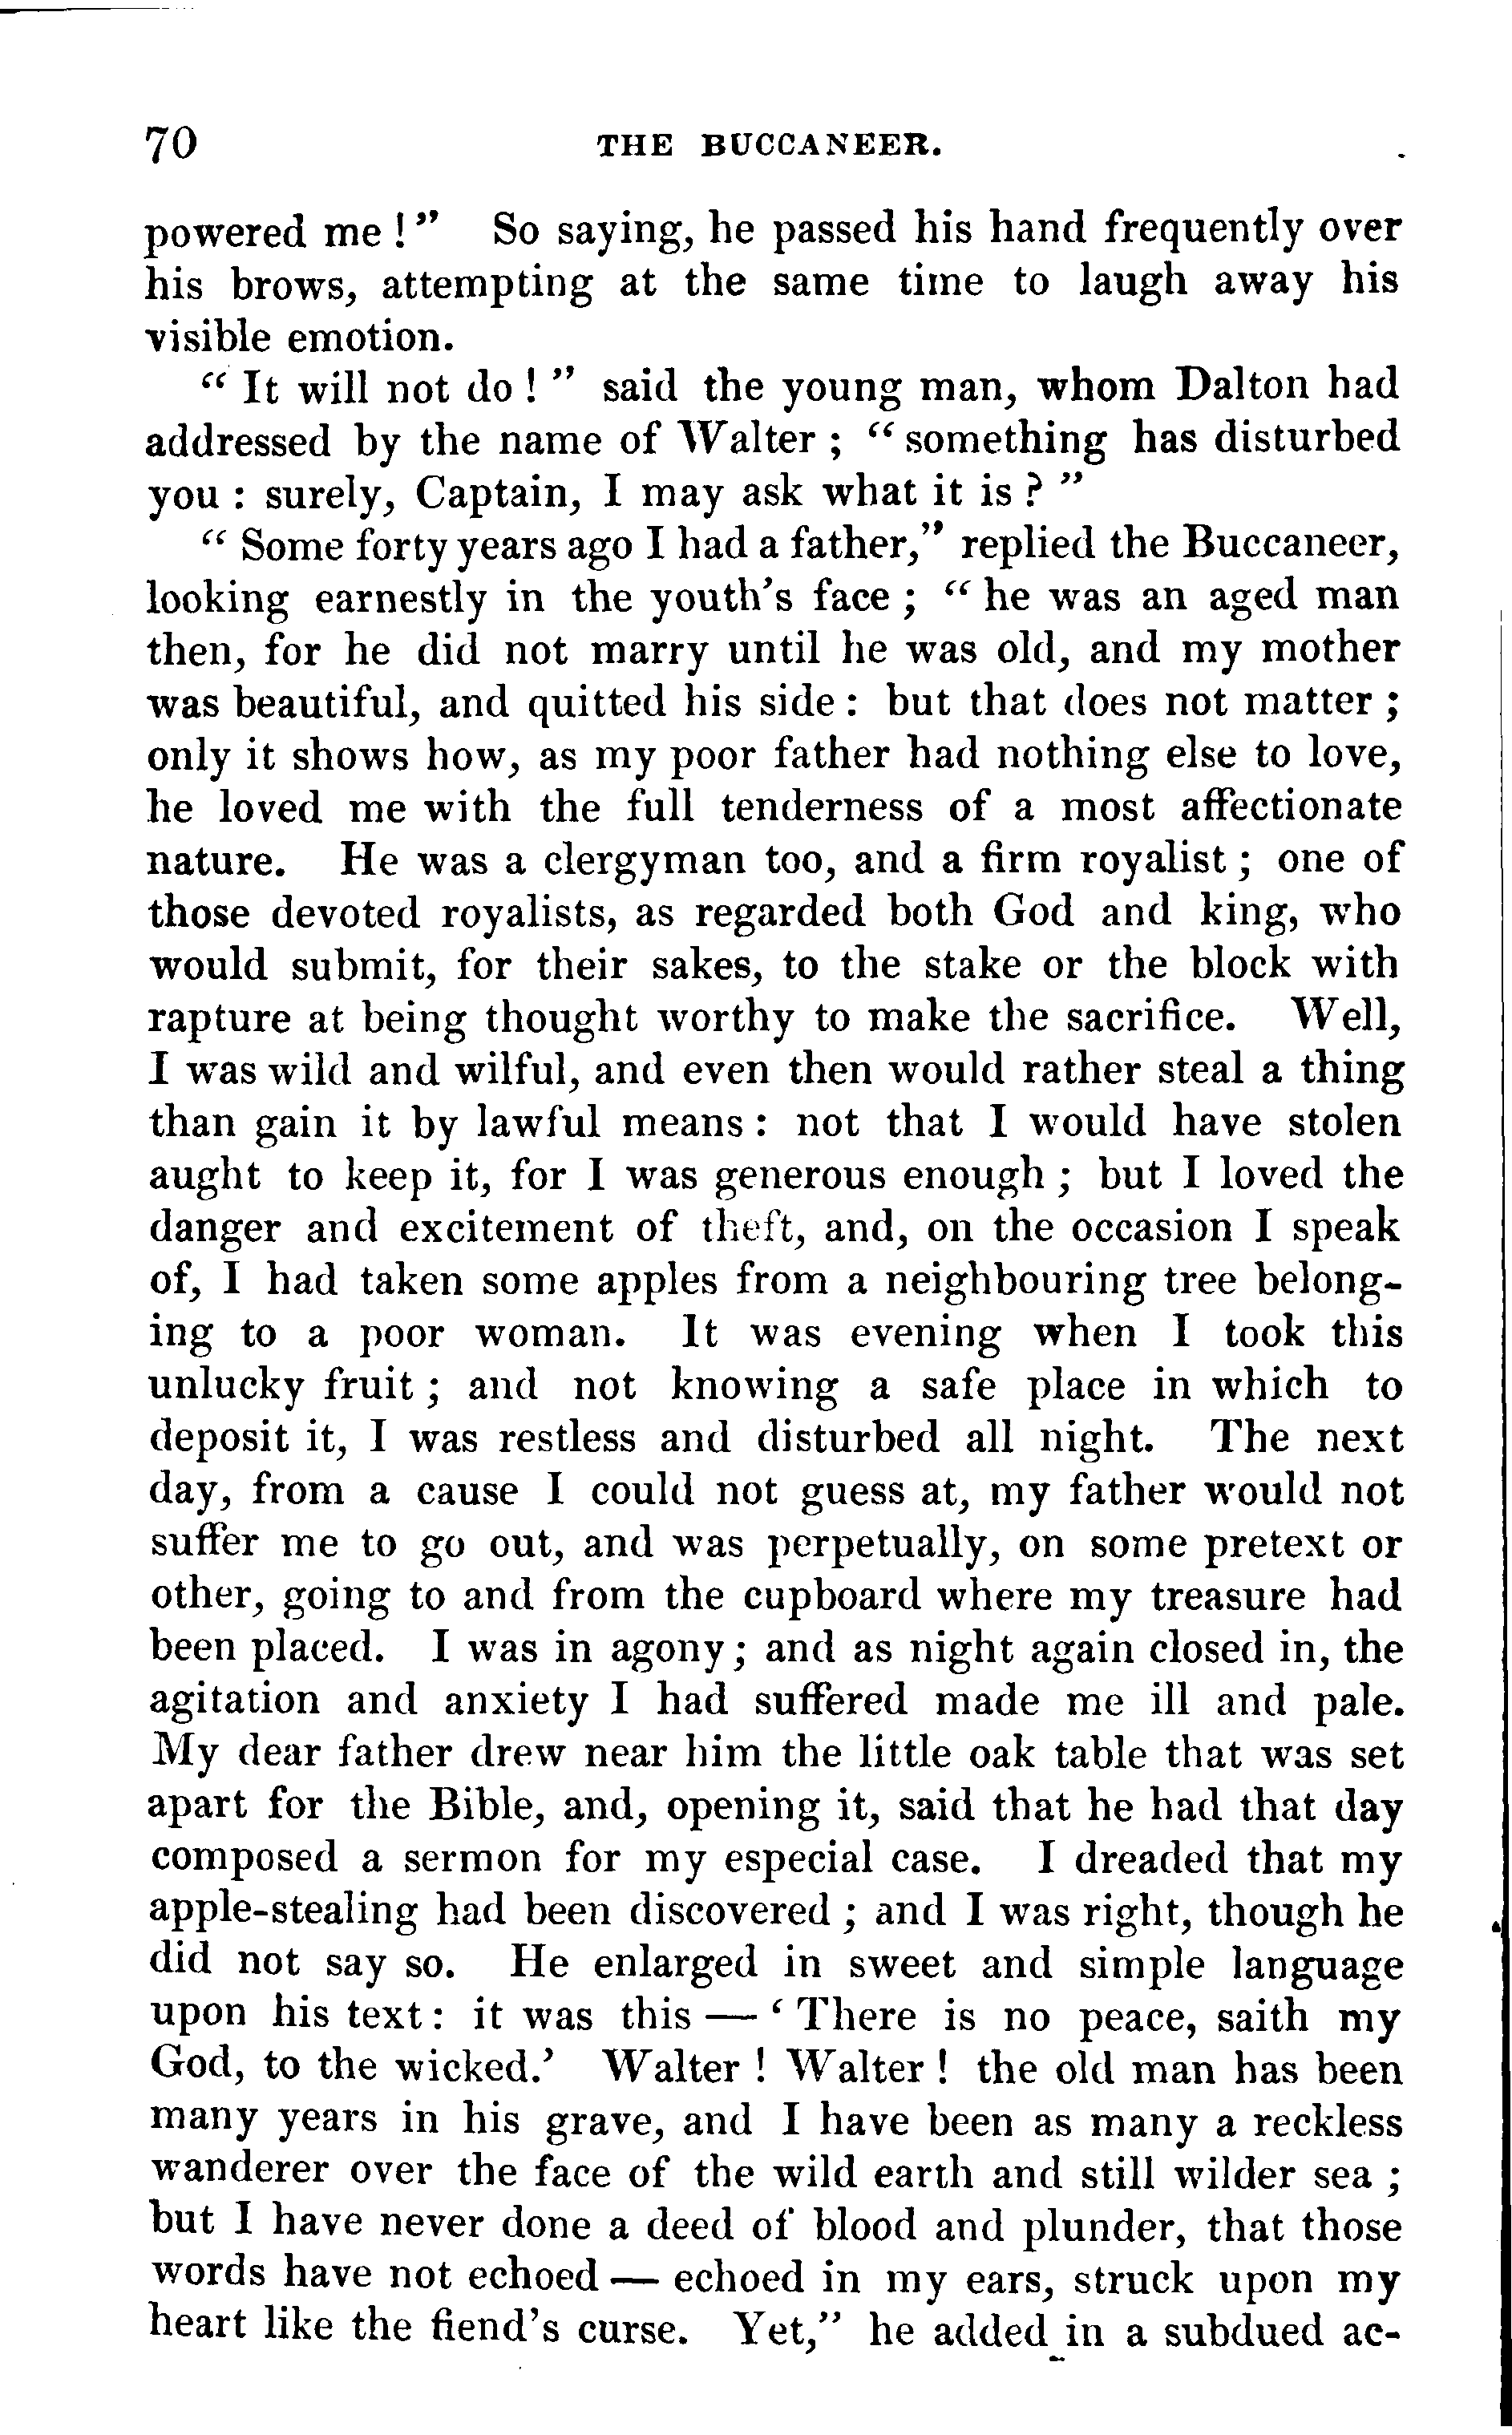 70 THE BUCCANEER.
powered me!" So saying, he passed his hand frequently over
his brows, attempting at the same time to laugh away his
visible emotion.
"It will not do!" said the young man, whom Dalton had
addressed by the name of Walter; "something has disturbed
you: surely, Captain, I may ask what it is?"
"Some forty years ago I had a father," replied the Buccaneer,
looking earnestly in the youth's face; "he was an aged man
then, for he did not marry until he was old, and my mother
was beautiful, and quitted his side: but that does not matter;
only it shows how, as my poor father had nothing else to love,
he loved me with the full tenderness of a most affectionate
nature. He was a clergyman too, and a firm royalist; one of
those devoted royalists, as regarded both God and king, who
would submit, for their sakes, to the stake or the block with
rapture at being thought worthy to make the sacrifice. Well,
I was wild and wilful, and even then would rather steal a thing
than gain it by lawful means: not that I would have stolen
aught to keep it, for I was generous enough; but I loved the
danger and excitement of theft, and, on the occasion I speak
of, I had taken some apples from a neighbouring tree belong-
ing to a poor woman. It was evening when I took this
unlucky fruit; and not knowing a safe place in which to
deposit it, I was restless and disturbed all night. The next
day, from a cause I could not guess at, my father would not
suffer me to go out, and was perpetually, on some pretext or
other, going to and from the cupboard where my treasure had
been placed. I was in agony; and as night again closed in, the
agitation and anxiety I had suffered made me ill and pale.
My dear father drew near him the little oak table that was set
apart for the Bible, and, opening it, said that he had that day
composed a sermon for my especial case. I dreaded that my
apple-stealing had been discovered; and I was right, though he
did not say so. He enlarged in sweet and simple language
upon his text: it was this — 'There is no peace, saith my
God, to the wicked.' Walter! Walter! the old man has been
many years in his grave, and I have been as many a reckless
wanderer over the face of the wild earth and still wilder sea;
but I have never done a deed of blood and plunder, that those
words have not echoed — echoed in my ears, struck upon my
heart like the fiend's curse. Yet," he added in a subdued ac-